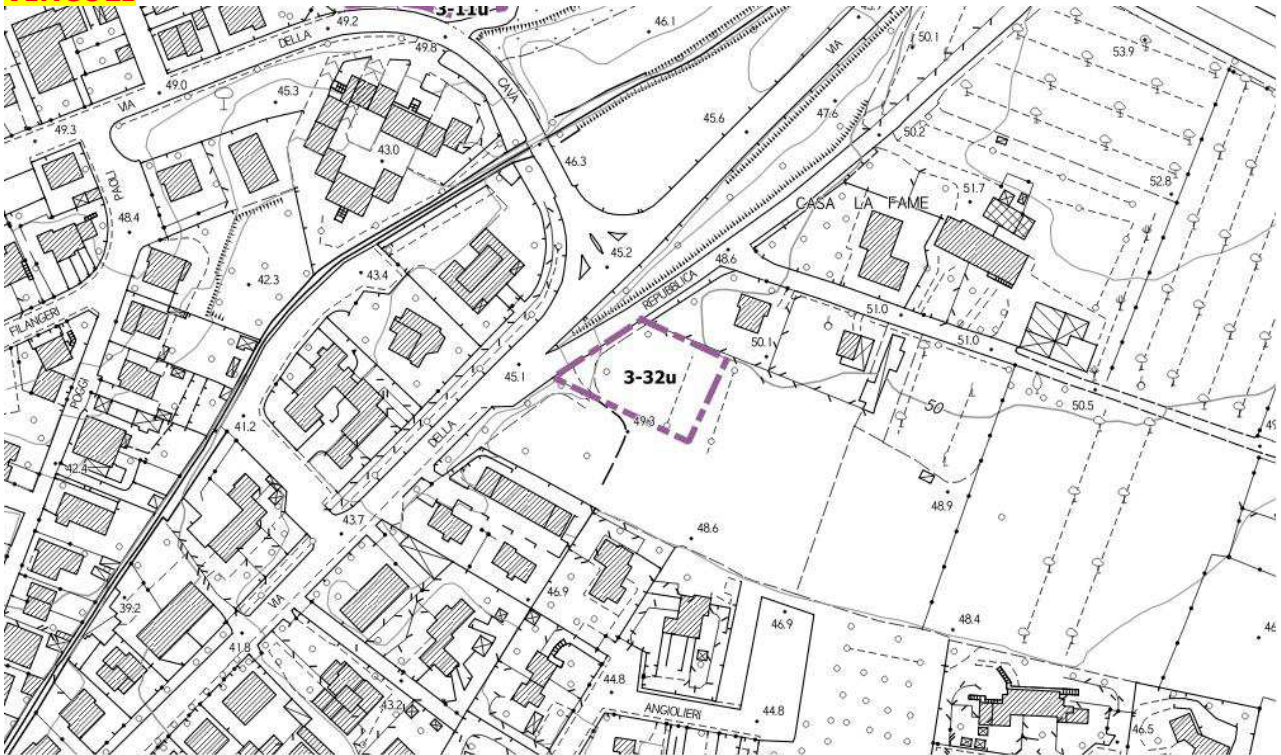 3-11u
49.2
DELLA
49.8
46.1
VIA
50.1
53.9
49.0
VIA
45.3
CAVA
45.6
47.6
50.2
49.3
43.0
46.3
PAOLI
48.4
51.7
52.8
CASA LA FAME
45.2
42.3
43.4
48.6
REPUBBLICA
FILANGERI
51.0
51.0
50.1
45.1
3-32u
POGGI
50
50.5
49.3
41.2
DELLA
42.4
48.9
43.7
48.6
46.9
39.2
VIA
46.9
48.4
41.8
44.8
43.2
ANGIOLIERI
44.8
46.5